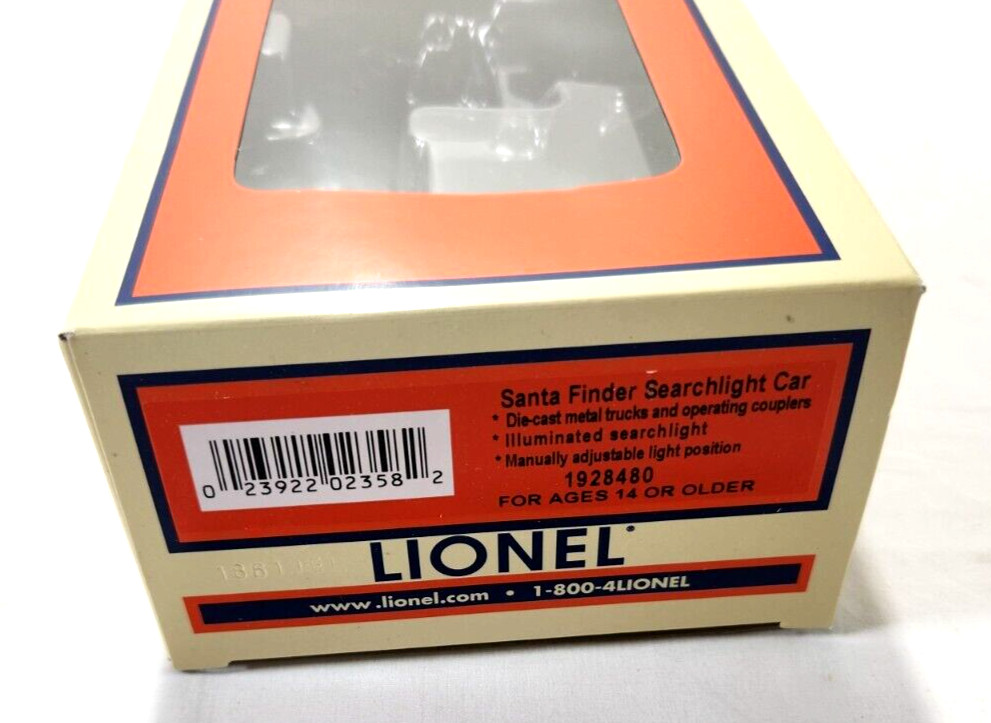 Santa Finder Searchlight Car
* Die-cast metal trucks and operating couplers
* Illuminated searchlight
* Manually adjustable light position
1928480
FOR AGES 14 OR OLDER
0 23922 02358 2
LIONEL
www.lionel.com • 1-800-4LIONEL